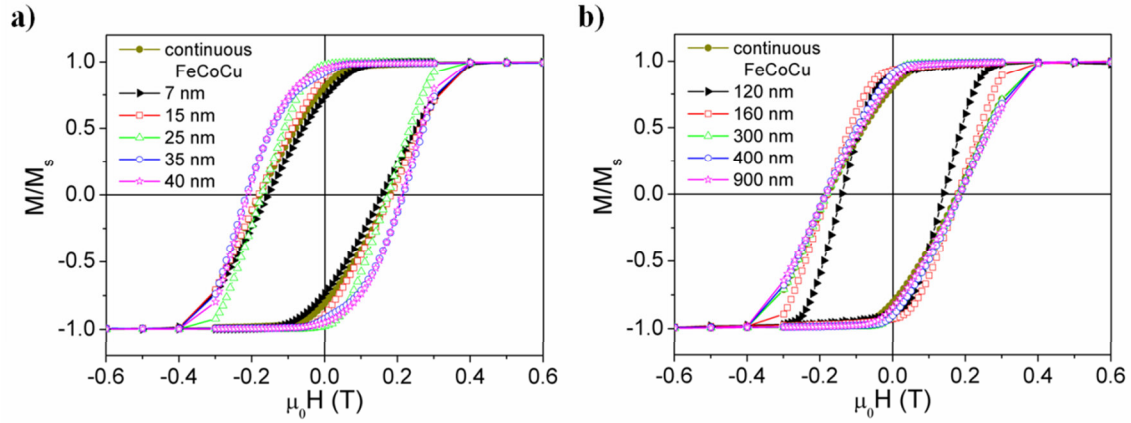 a)
continuous
FeCoCu
7 nm
15 nm
25 nm
35 nm
40 nm
M/Ms
1.0
0.5
0.0
-0.5
-1.0
-0.6 -0.4 -0.2 0.0 0.2 0.4 0.6
μ₀H (T)
b)
continuous
FeCoCu
120 nm
160 nm
300 nm
400 nm
900 nm
M/Ms
1.0
0.5
0.0
-0.5
-1.0
-0.6 -0.4 -0.2 0.0 0.2 0.4 0.6
μ₀H (T)